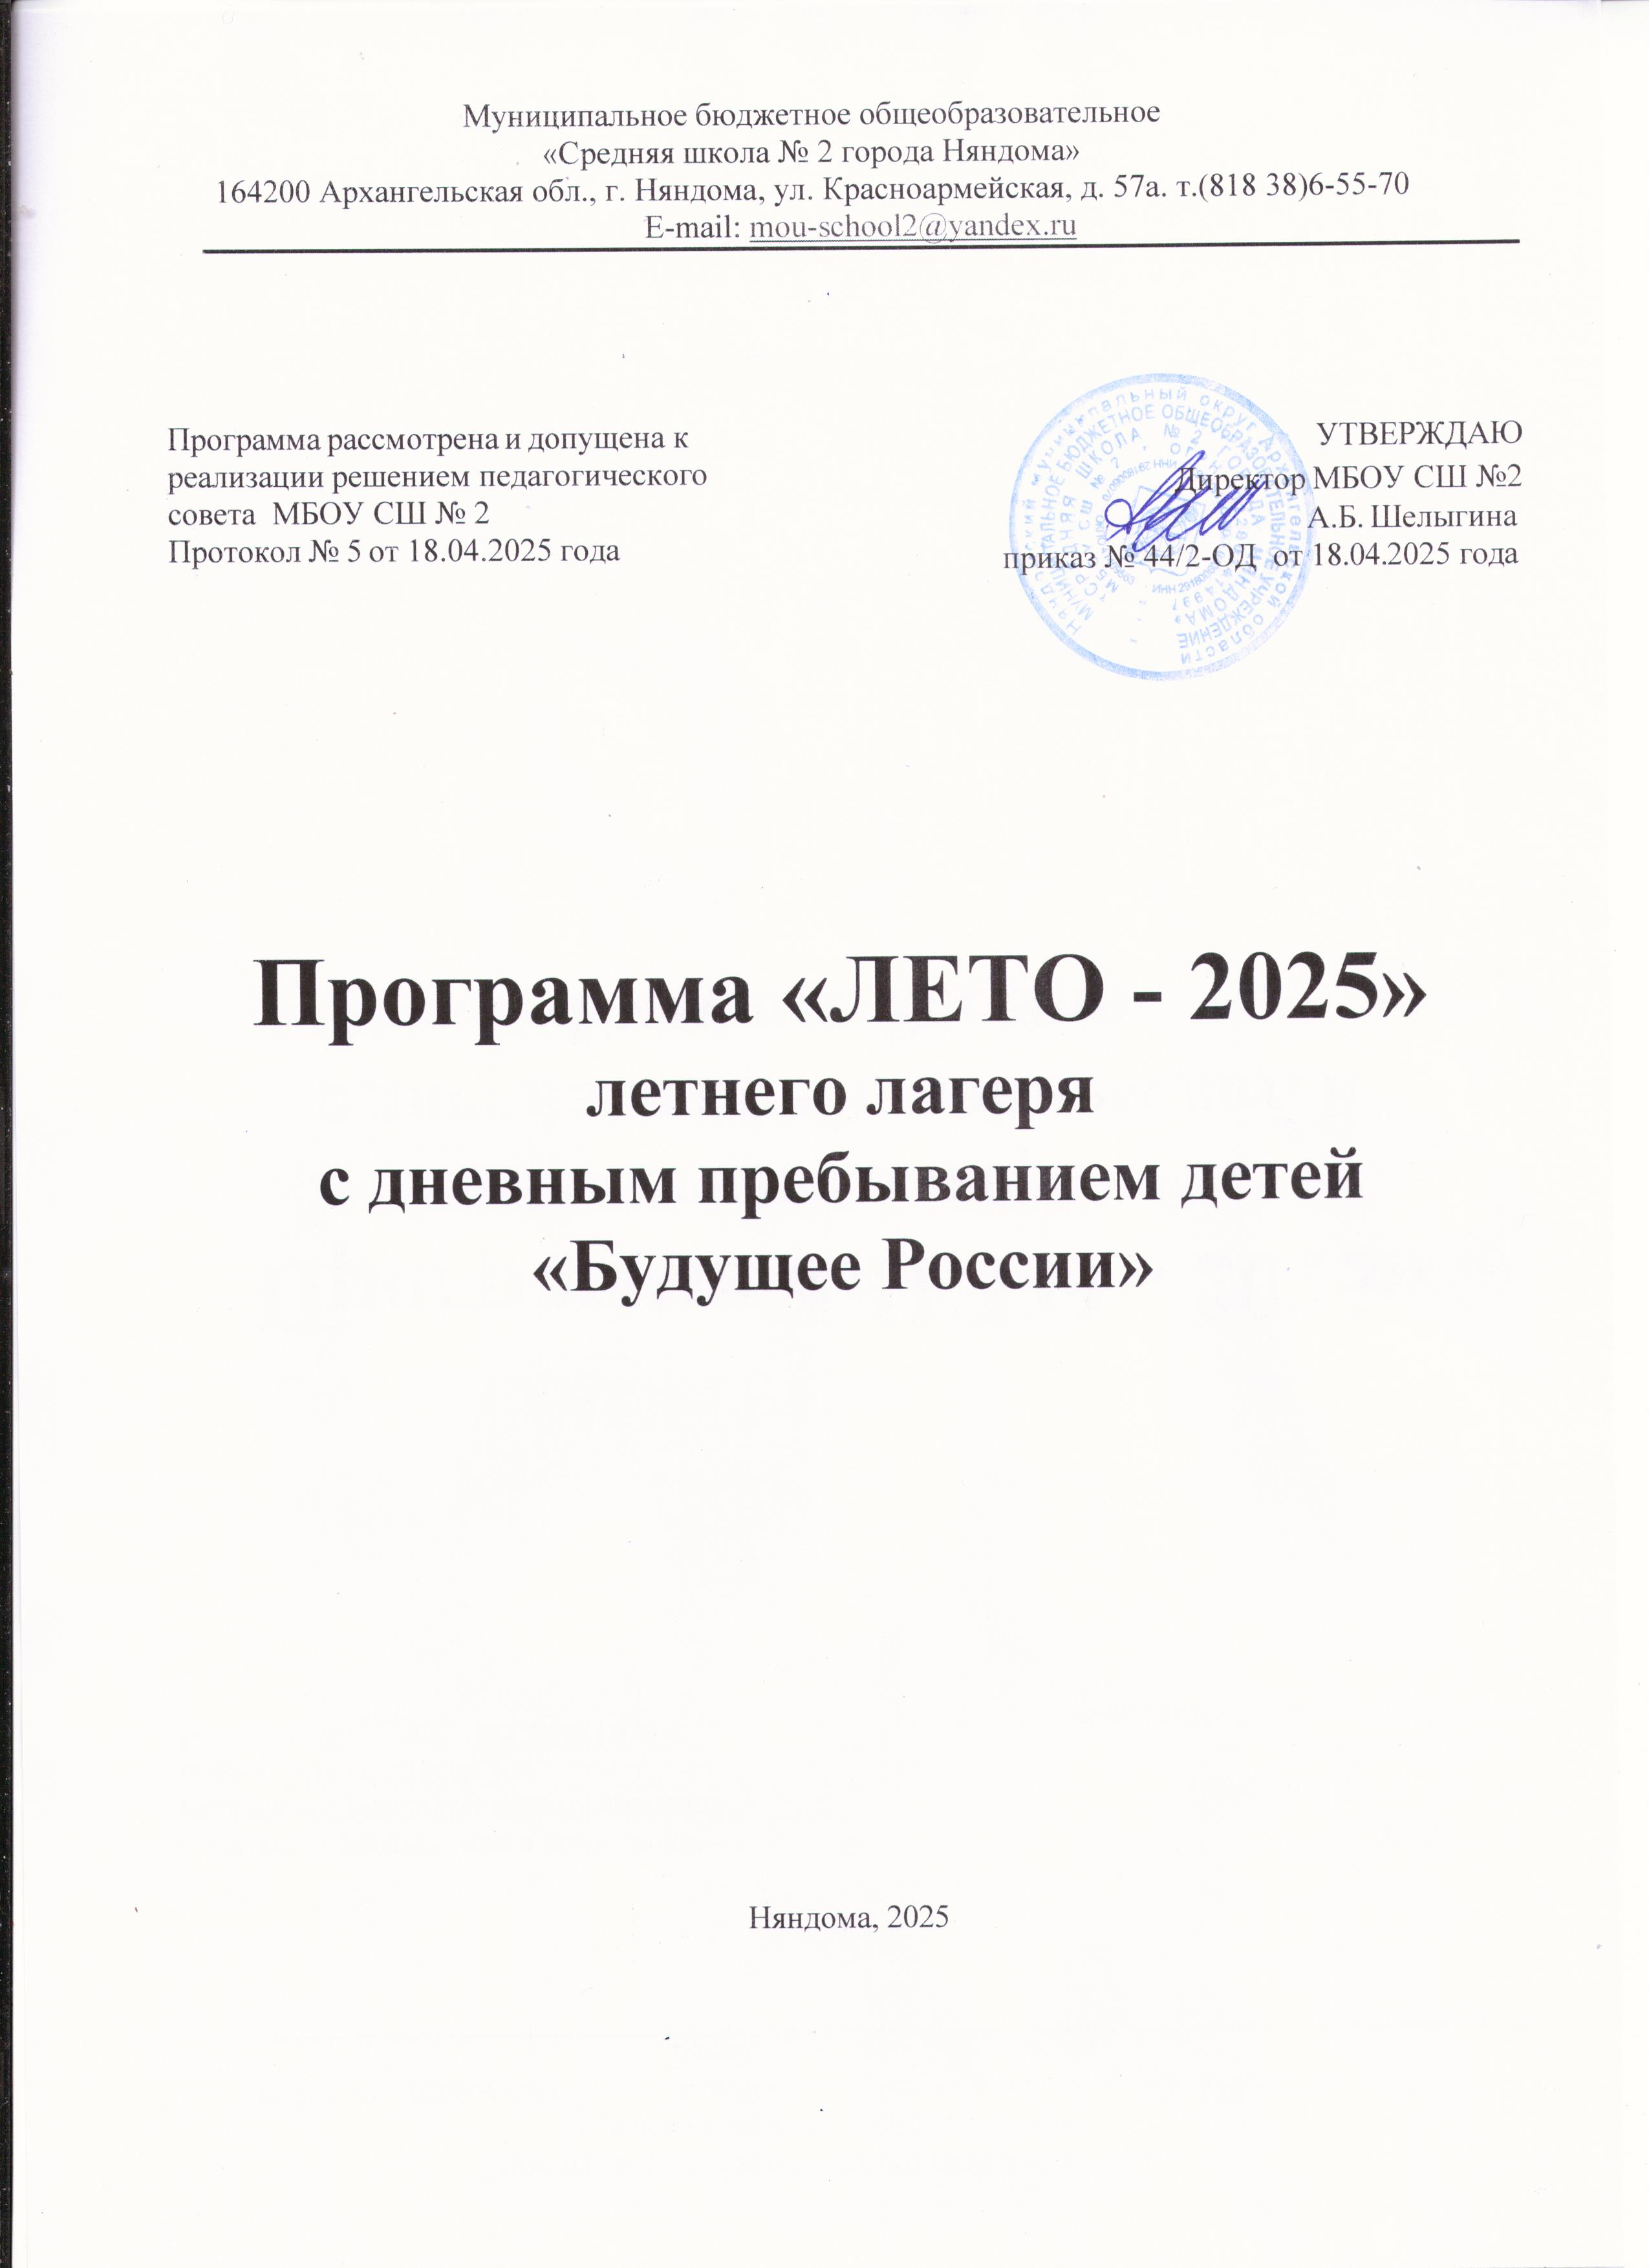 Муниципальное бюджетное общеобразовательное
«Средняя школа № 2 города Няндома»
164200 Архангельская обл., г. Няндома, ул. Красноармейская, д. 57а. т.(818 38)6-55-70
E-mail: mou-school2@yandex.ru
Программа рассмотрена и допущена к
реализации решением педагогического
совета МБОУ СШ № 2
Протокол № 5 от 18.04.2025 года
УТВЕРЖДАЮ
Директор МБОУ СШ №2
А.Б. Шелыгина
приказ № 44/2-ОД от 18.04.2025 года
Программа «ЛЕТО - 2025»
летнего лагеря
с дневным пребыванием детей
«Будущее России»
Няндома, 2025